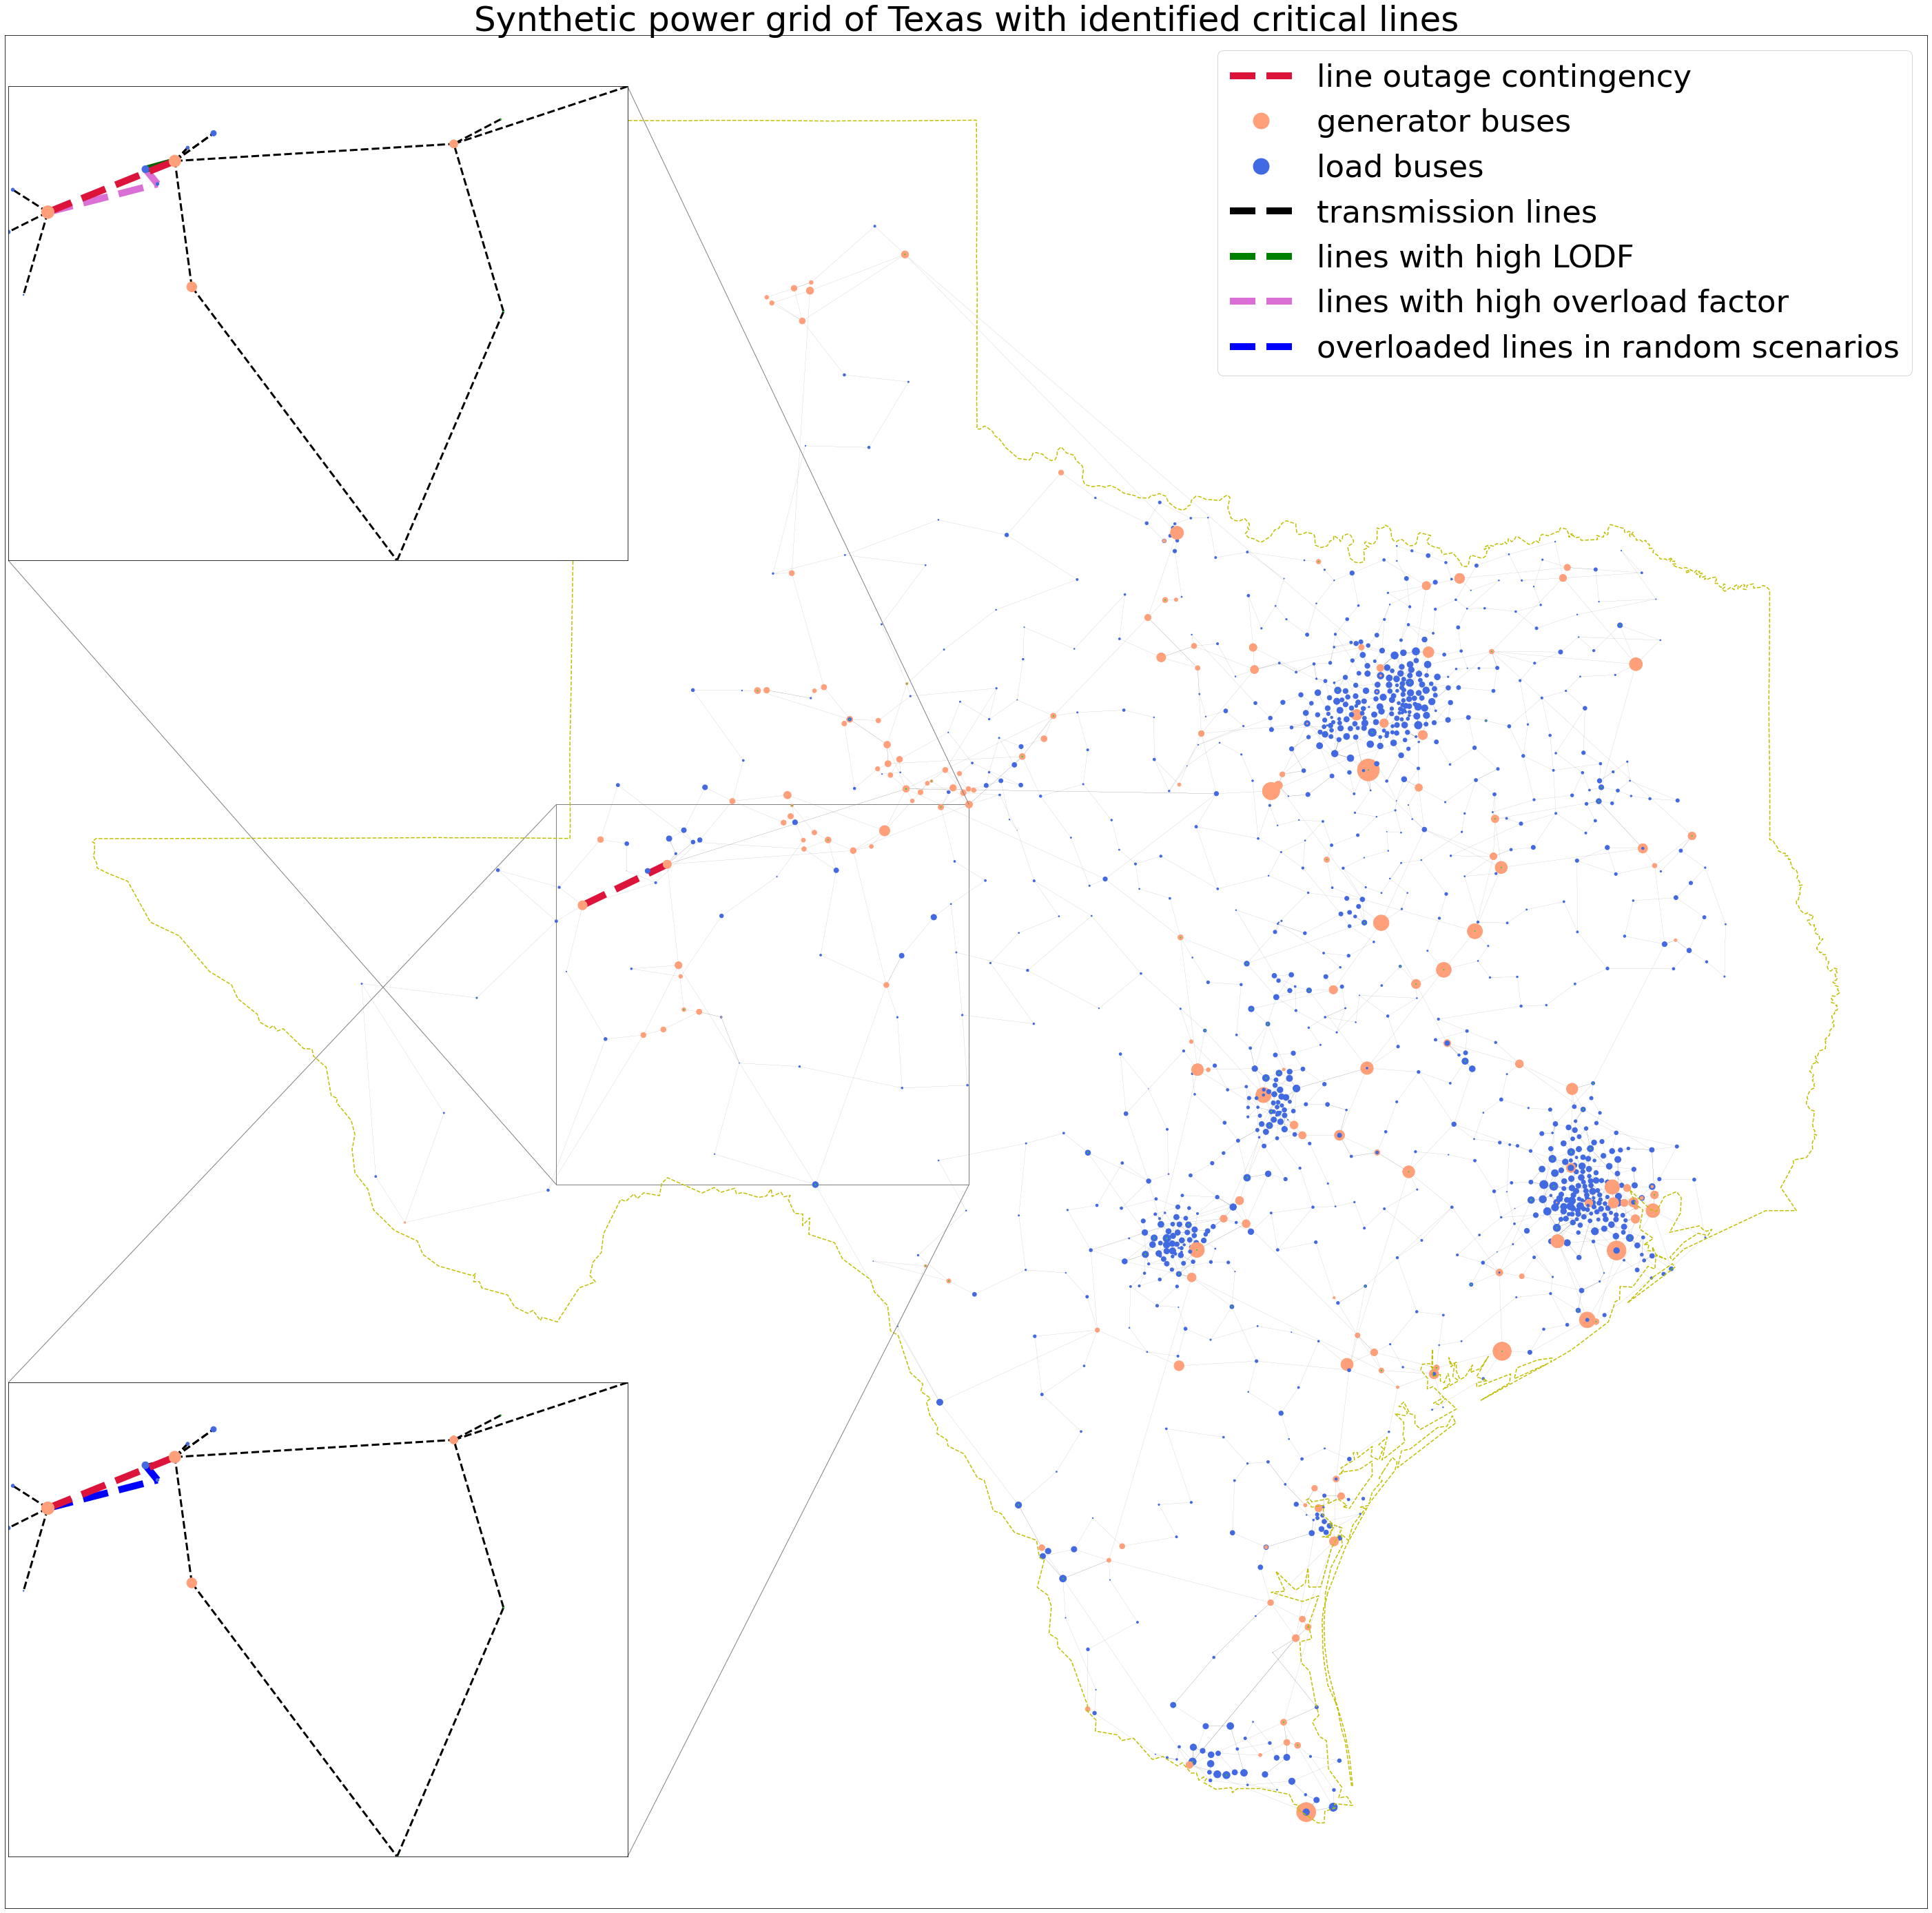 Synthetic power grid of Texas with identified critical lines
line outage contingency
generator buses
load buses
transmission lines
lines with high LODF
lines with high overload factor
overloaded lines in random scenarios